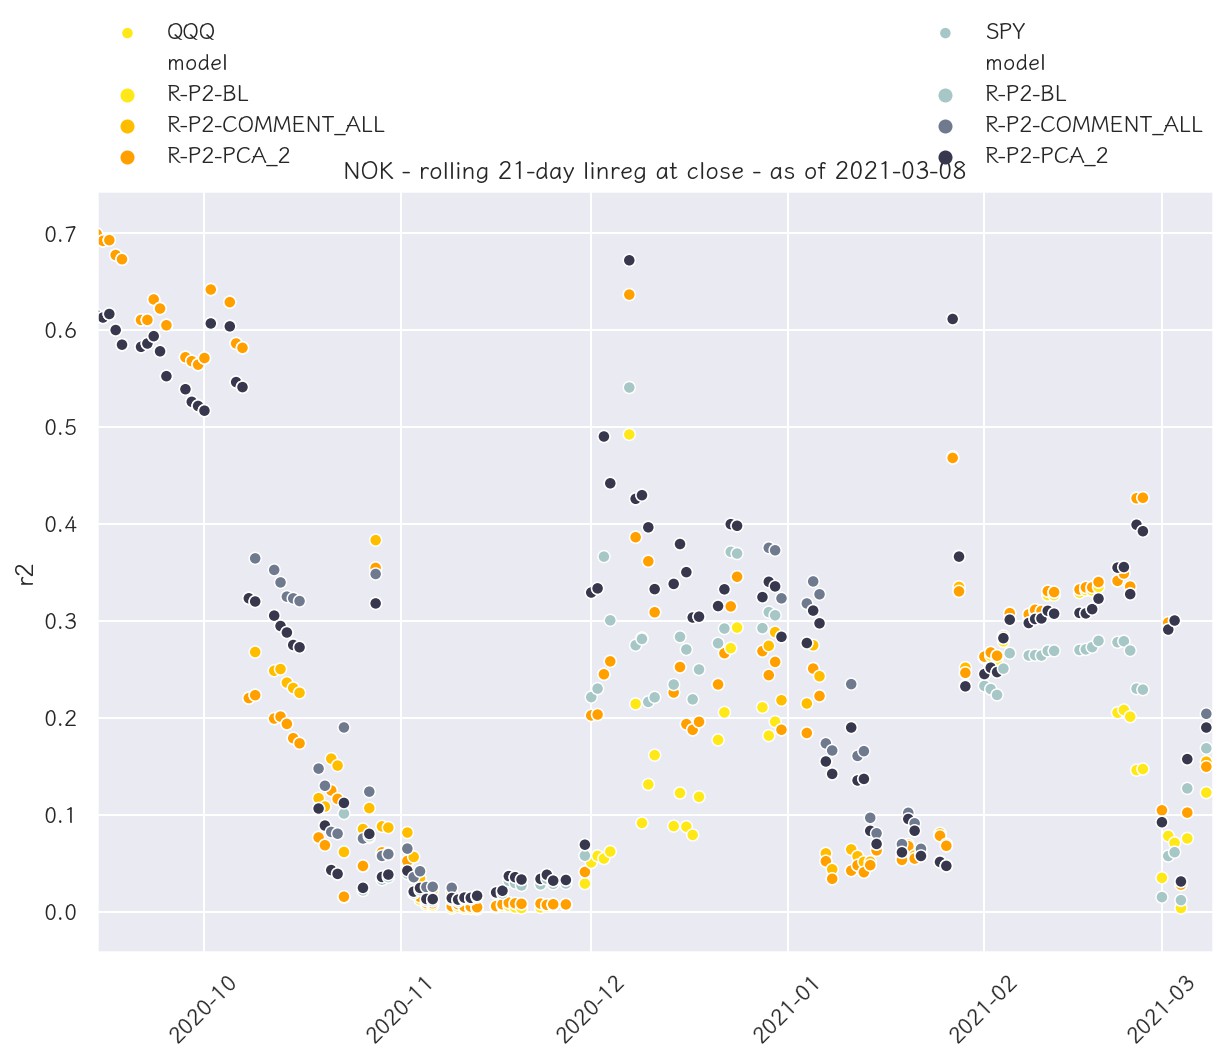 QQQ
model
R-P2-BL
R-P2-COMMENT_ALL
R-P2-PCA_2
SPY
model
R-P2-BL
R-P2-COMMENT_ALL
R-P2-PCA_2
NOK - rolling 21-day linreg at close - as of 2021-03-08
0.7
0.6
0.5
0.4
0.3
0.2
0.1
0.0
r2
2020-10
2020-11
2020-12
2021-01
2021-02
2021-03